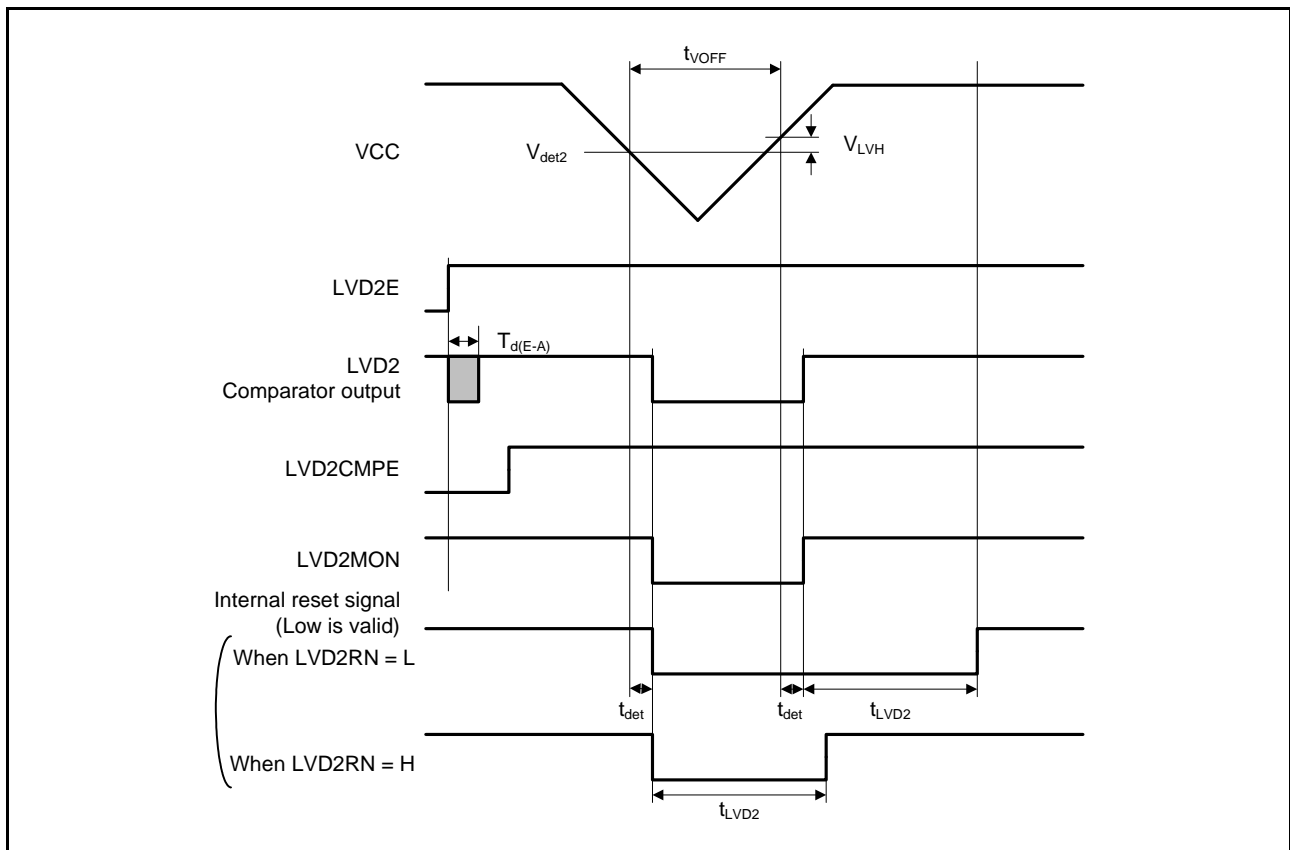 tVOFF
VCC
Vdet2
VLVH
LVD2E
Td(E-A)
LVD2
Comparator output
LVD2CMPE
LVD2MON
Internal reset signal
(Low is valid)
When LVD2RN = L
tdet
tdet
tLVD2
When LVD2RN = H
tLVD2